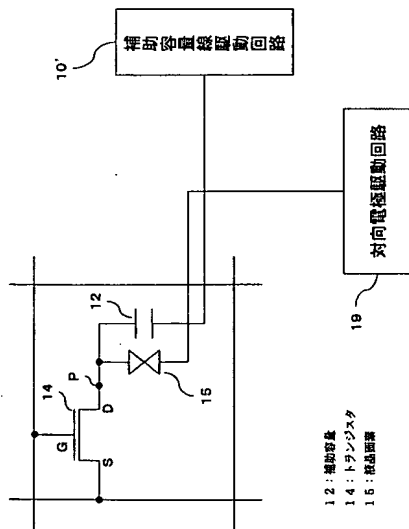 10'
補助容量線駆動回路
12
P
14
G
D
S
15
対向電極駆動回路
19
12:補助容量
14:トランジスタ
15:液晶画素